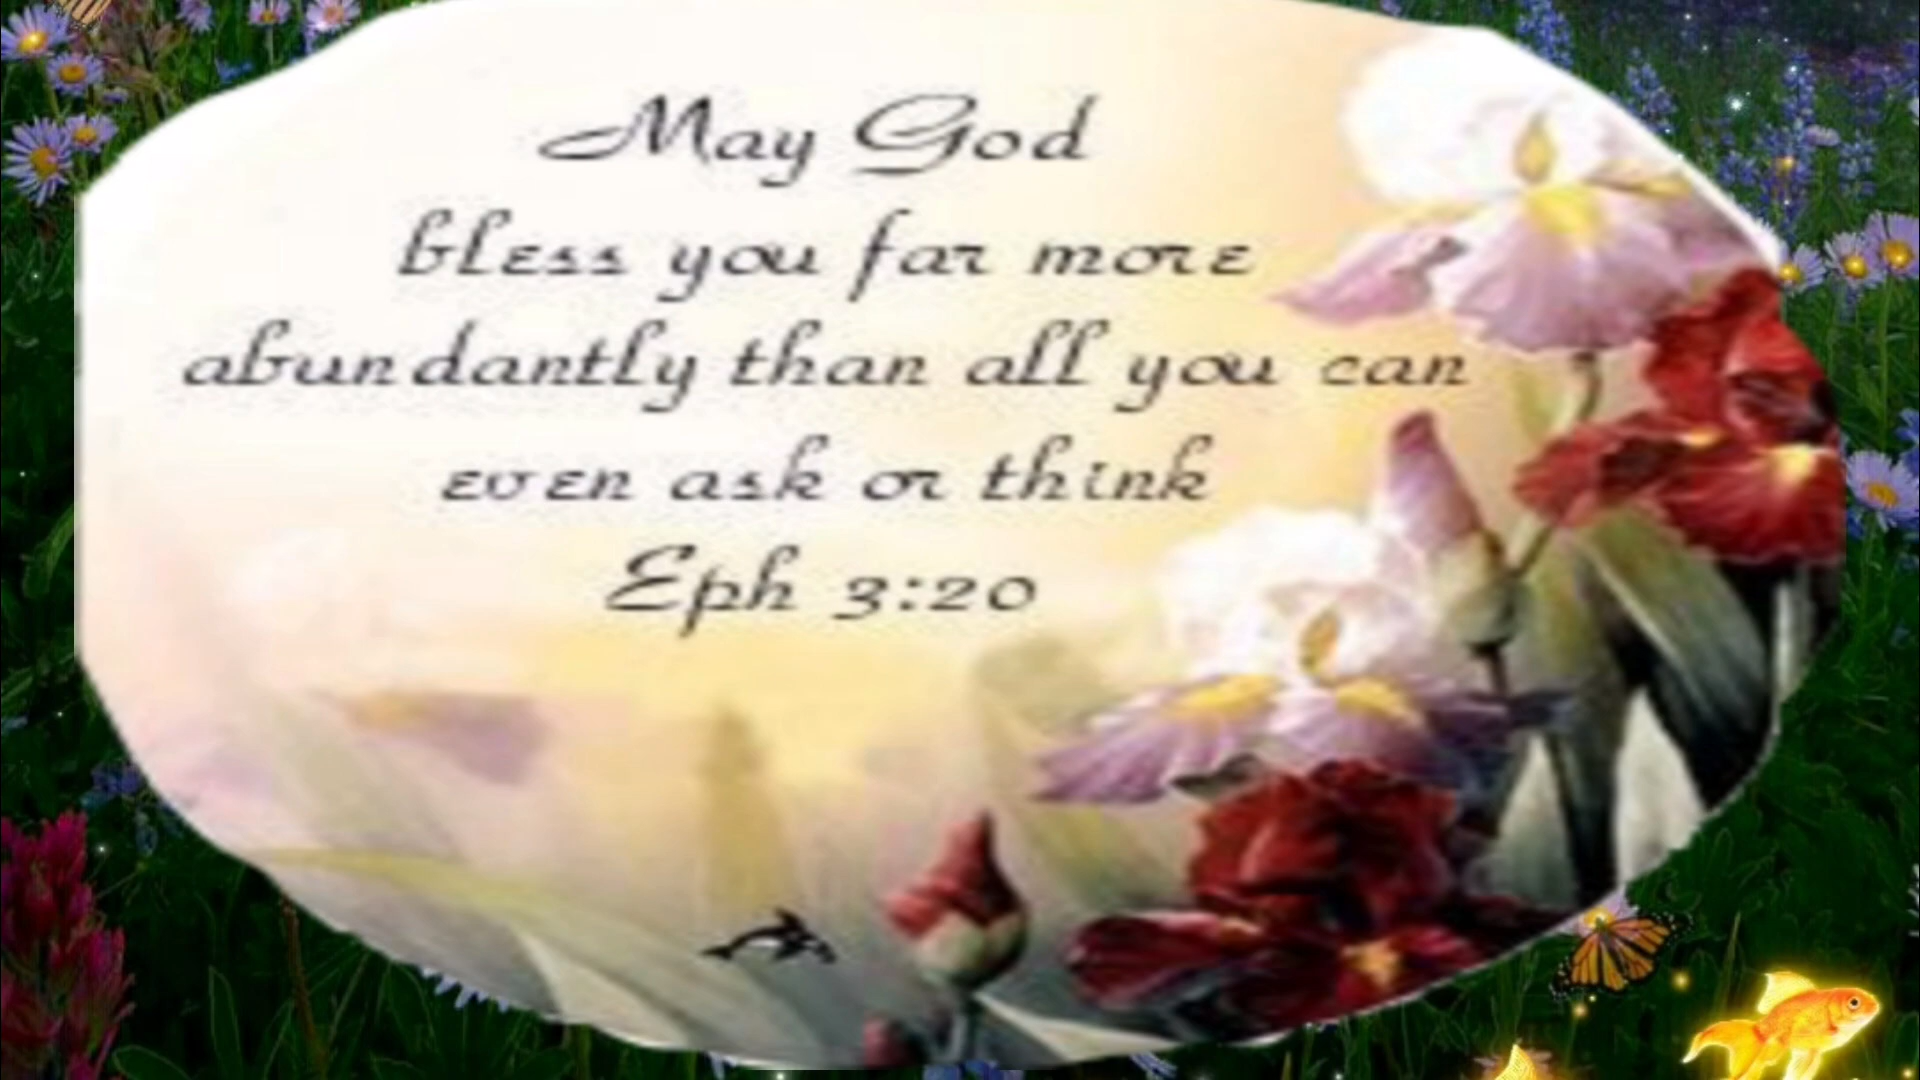 May God
bless you far more
abundantly than all you can
even ask or think
Eph 3:20